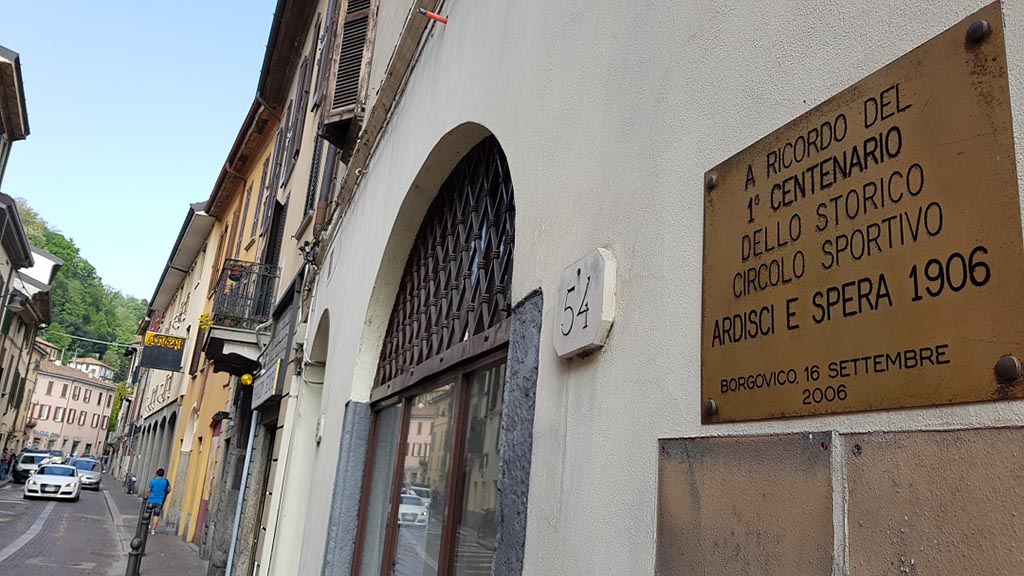 A RICORDO DEL
1° CENTENARIO
DELLO STORICO
CIRCOLO SPORTIVO
ARDISCI E SPERA 1906
BORGOVICO, 16 SETTEMBRE
2006
54